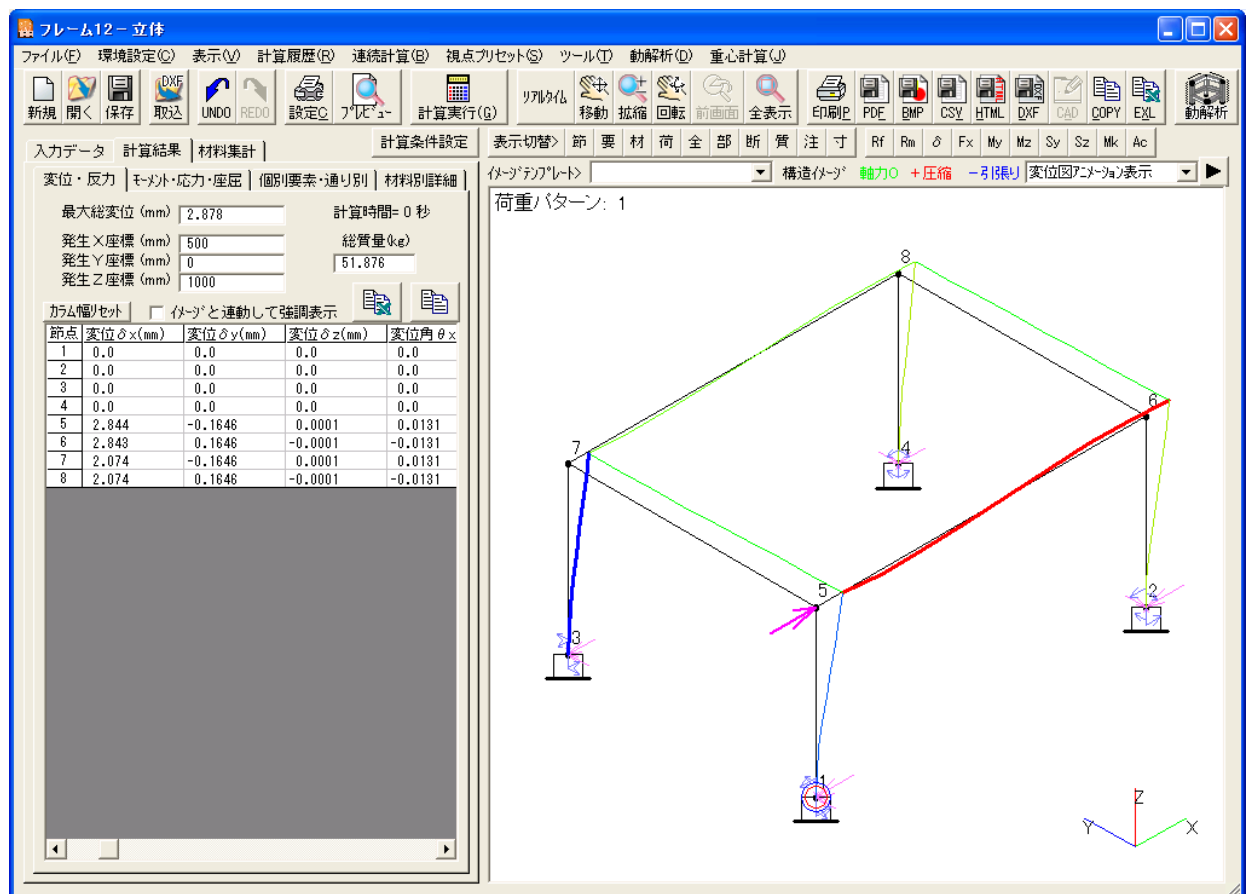 フレーム12－立体
ファイル(F) 環境設定(C) 表示(V) 計算履歴(R) 連続計算(B) 視点プリセット(S) ツール(T) 動解析(D) 重心計算(J)
新規 開く 保存 DXF 取込 UNDO REDO 設定C プレビュー 計算実行(G) リアルタイム 移動 拡縮 回転 前画面 全表示 印刷P PDF BMP CSV HTML DXF CAD COPY EXL 動解析
入力データ 計算結果 材料集計 計算条件設定 表示切替> 節 要 材 荷 全 部 断 質 注 寸 Rf Rm δ Fx My Mz Sy Sz Mk Ac
変位・反力 モーメント・応力・座屈 個別要素・通り別 材料別詳細 イメージテンプレート> 構造イメージ 軸力0 +圧縮 -引張り 変位図アニメーション表示
荷重パターン: 1
最大総変位 (mm) 2.878 計算時間= 0 秒
発生X座標 (mm) 500 総質量(kg)
発生Y座標 (mm) 0 51.876
発生Z座標 (mm) 1000
カラム幅リセット イメージと連動して強調表示
節点 変位δx(mm) 変位δy(mm) 変位δz(mm) 変位角θx
1 0.0 0.0 0.0 0.0
2 0.0 0.0 0.0 0.0
3 0.0 0.0 0.0 0.0
4 0.0 0.0 0.0 0.0
5 2.844 -0.1646 0.0001 0.0131
6 2.843 0.1646 -0.0001 -0.0131
7 2.074 -0.1646 0.0001 0.0131
8 2.074 0.1646 -0.0001 -0.0131
8
6
7
4
5
2
3
1
Z
Y X